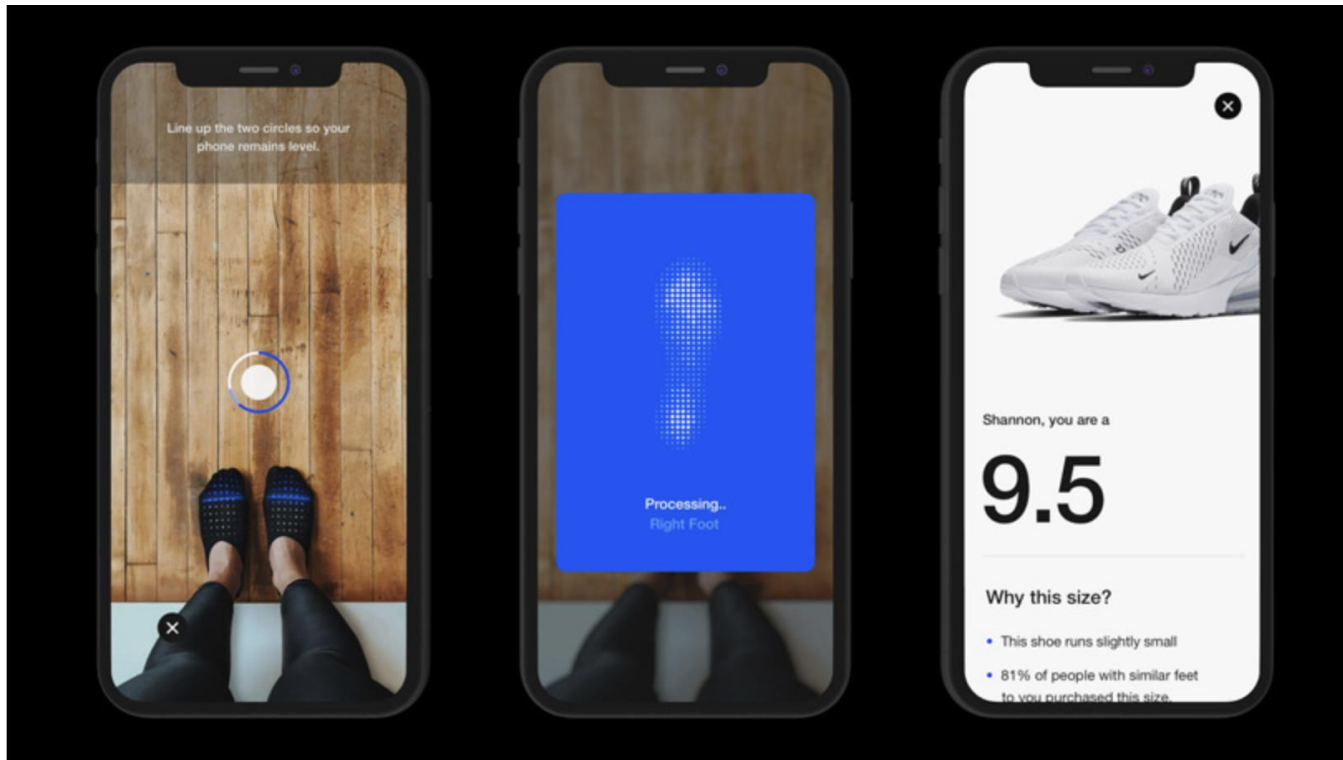 Line up the two circles so your
phone remains level.
Processing..
Right Foot
Shannon, you are a
9.5
Why this size?
• This shoe runs slightly small
• 81% of people with similar feet
to you purchased this size.